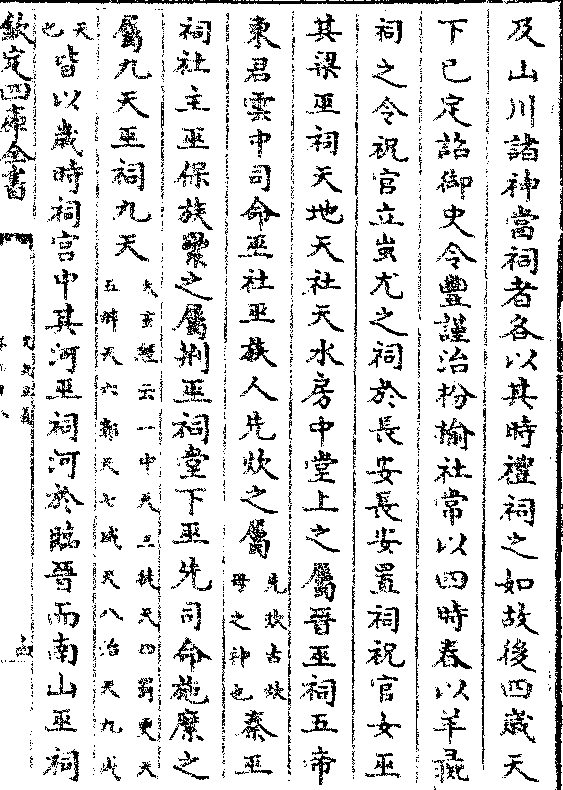 及山川諸神當祠者各以其時禮祠之如故後四歲天
下已定詔御史令豐謹治枌榆社常以四時春以羊彘
祠之令祝官立蚩尤之祠於長安長安置祠祝官女巫
其梁巫祠天地天社天水房中堂上之屬晉巫祠五帝
東君雲中司命巫社巫族人先炊之屬先炊古炊母之神也秦巫
祠社主巫保族纍之屬荊巫祠堂下巫先司命施糜之
屬九天巫祠九天太玄經云一中天三徒天四罰更天五天六天七咸天八治天九成
天也皆以歲時祠宮中其河巫祠河於臨晉而南山巫祠
欽定四庫全書